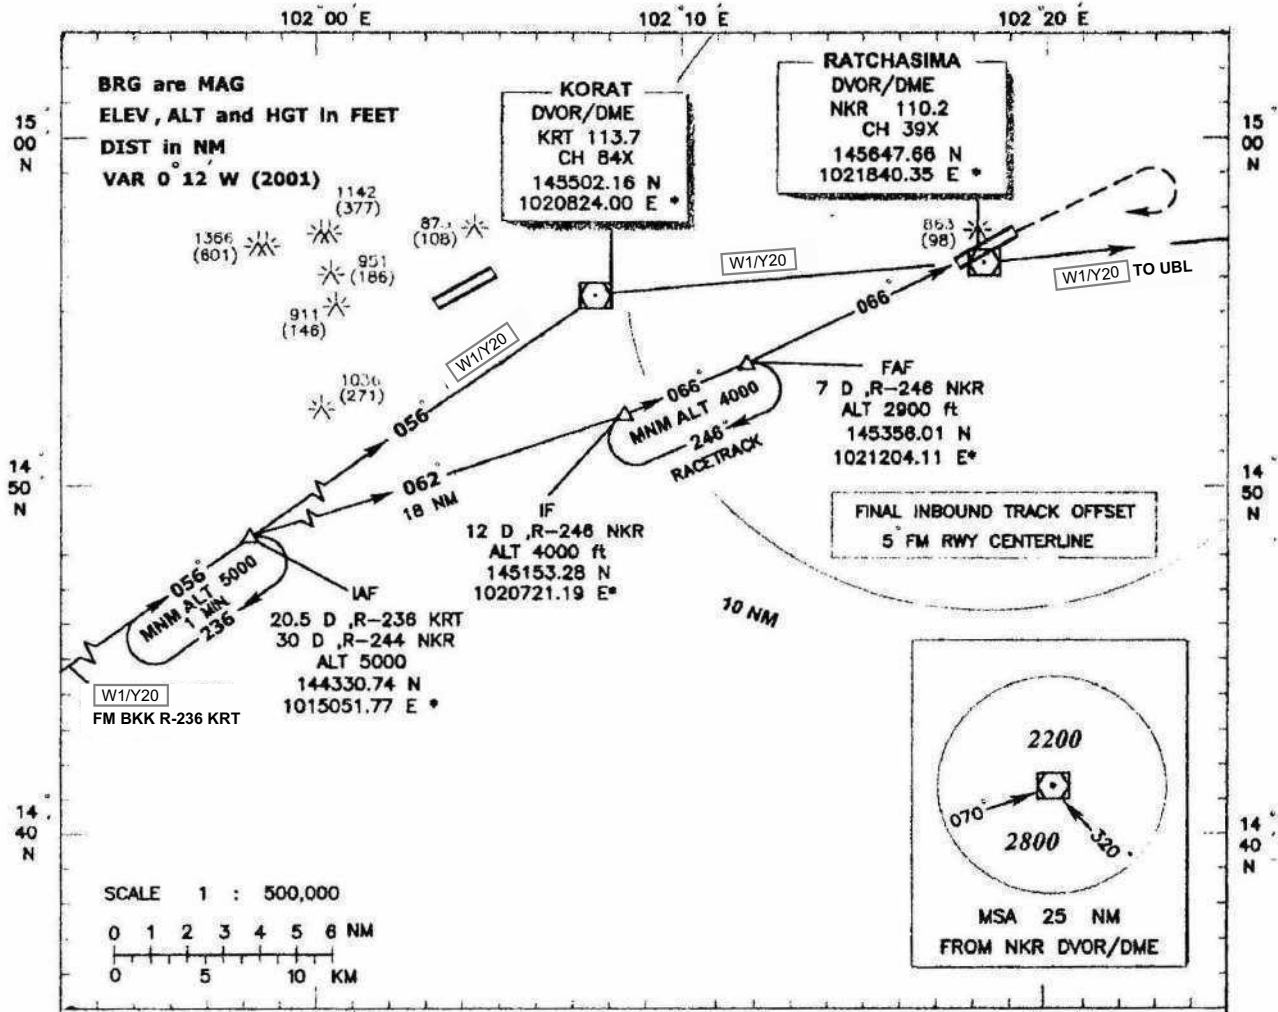 102° 00' E
102° 10' E
102° 20' E
BRG are MAG
ELEV, ALT and HGT in FEET
DIST in NM
VAR 0° 12' W (2001)
15° 00' N
15° 00' N
KORAT
DVOR/DME
KRT 113.7
CH 84X
145502.16 N
1020824.00 E *
RATCHASIMA
DVOR/DME
NKR 110.2
CH 39X
145647.66 N
1021840.35 E *
1142
(377)
1366
(601)
(108)
951
(186)
911
(146)
(271)
863
(98)
W1/Y20
W1/Y20 TO UBL
W1/Y20
066°
056°
066°
MNM ALT 4000
246°
RACETRACK
FAF
7 D ,R-246 NKR
ALT 2900 ft
145356.01 N
1021204.11 E*
062°
18 NM
14° 50' N
14° 50' N
IF
12 D ,R-246 NKR
ALT 4000 ft
145153.28 N
1020721.19 E*
FINAL INBOUND TRACK OFFSET
5° FM RWY CENTERLINE
056°
MNM ALT 5000
1 MIN
236
IAF
20.5 D ,R-236 KRT
30 D ,R-244 NKR
ALT 5000
144330.74 N
1015051.77 E *
10 NM
W1/Y20
FM BKK R-236 KRT
2200
070°
2800
320°
MSA 25 NM
FROM NKR DVOR/DME
14° 40' N
14° 40' N
SCALE 1 : 500,000
0 1 2 3 4 5 6 NM
0 5 10 KM